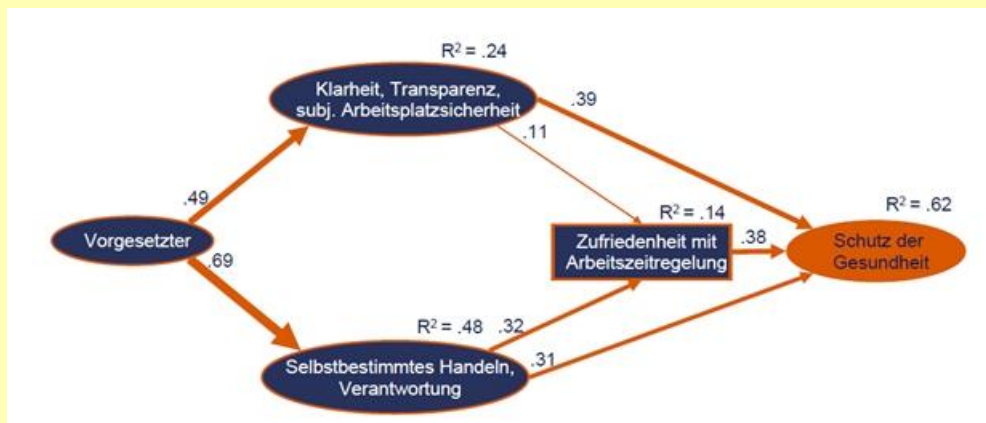 R² = .24
Klarheit, Transparenz,
subj. Arbeitsplatzsicherheit
.39
.11
.49
R² = .14
R² = .62
Vorgesetzter
Zufriedenheit mit
Arbeitszeitregelung
.38
Schutz der
Gesundheit
.69
R² = .48
.32
.31
Selbstbestimmtes Handeln,
Verantwortung